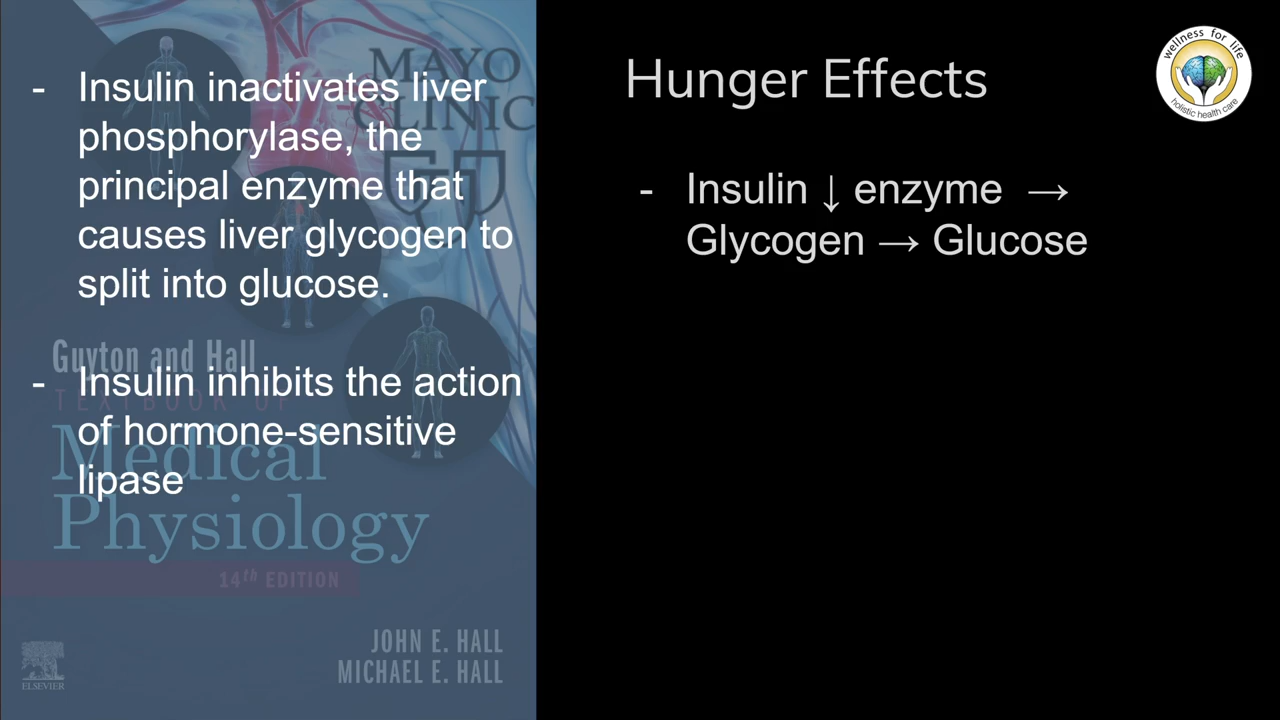 - Insulin inactivates liver
phosphorylase, the
principal enzyme that
causes liver glycogen to
split into glucose.
- Insulin inhibits the action
of hormone-sensitive
lipase
MAYO
CLINIC
Guyton and Hall
TEXTBOOK OF
Medical
Physiology
14th EDITION
JOHN E. HALL
MICHAEL E. HALL
ELSEVIER
Hunger Effects
- Insulin ↓ enzyme →
Glycogen → Glucose
wellness for life
holistic health care